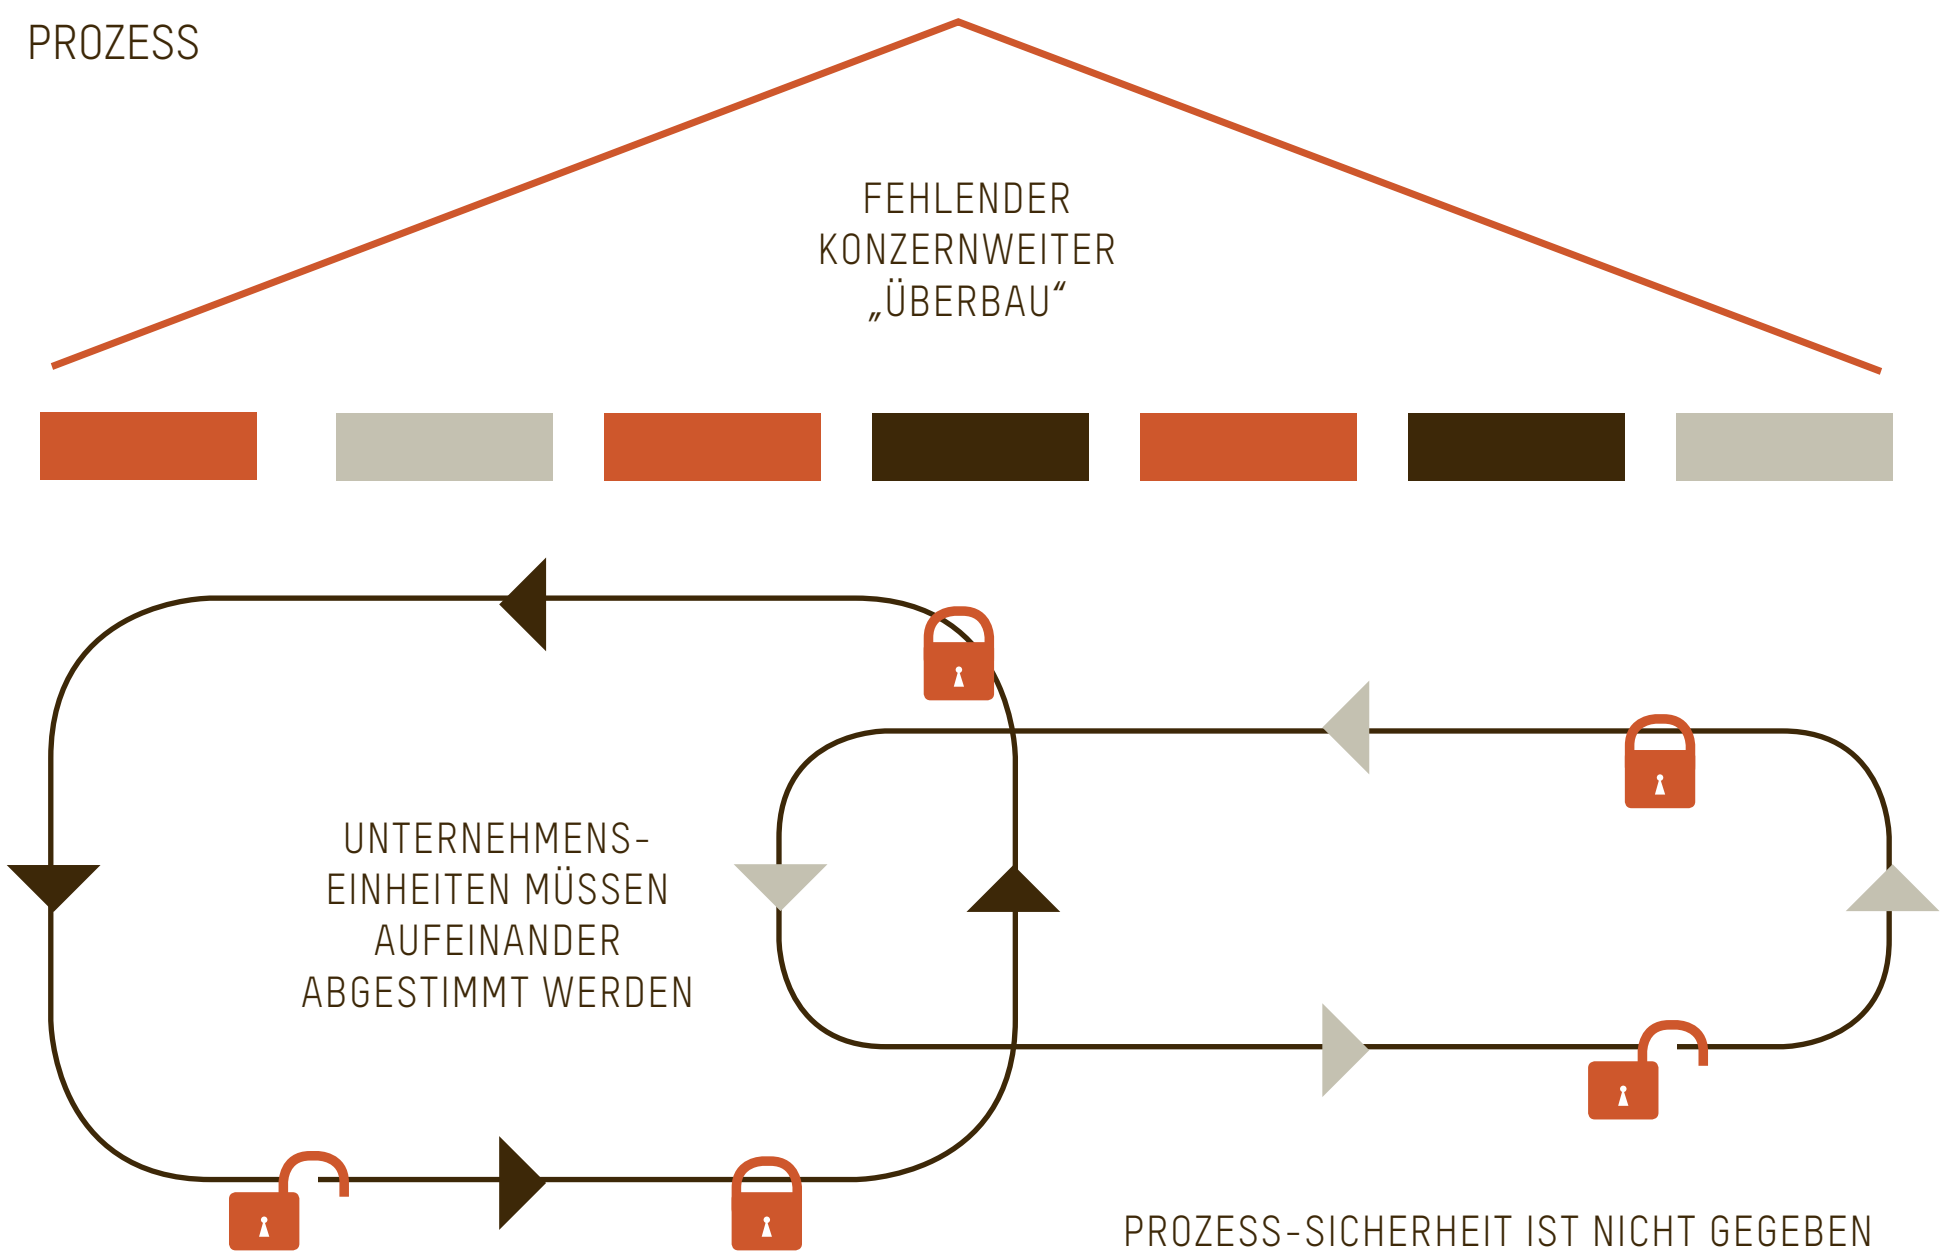 PROZESS
FEHLENDER
KONZERNWEITER
„ÜBERBAU“
UNTERNEHMENS-
EINHEITEN MÜSSEN
AUFEINANDER
ABGESTIMMT WERDEN
PROZESS-SICHERHEIT IST NICHT GEGEBEN